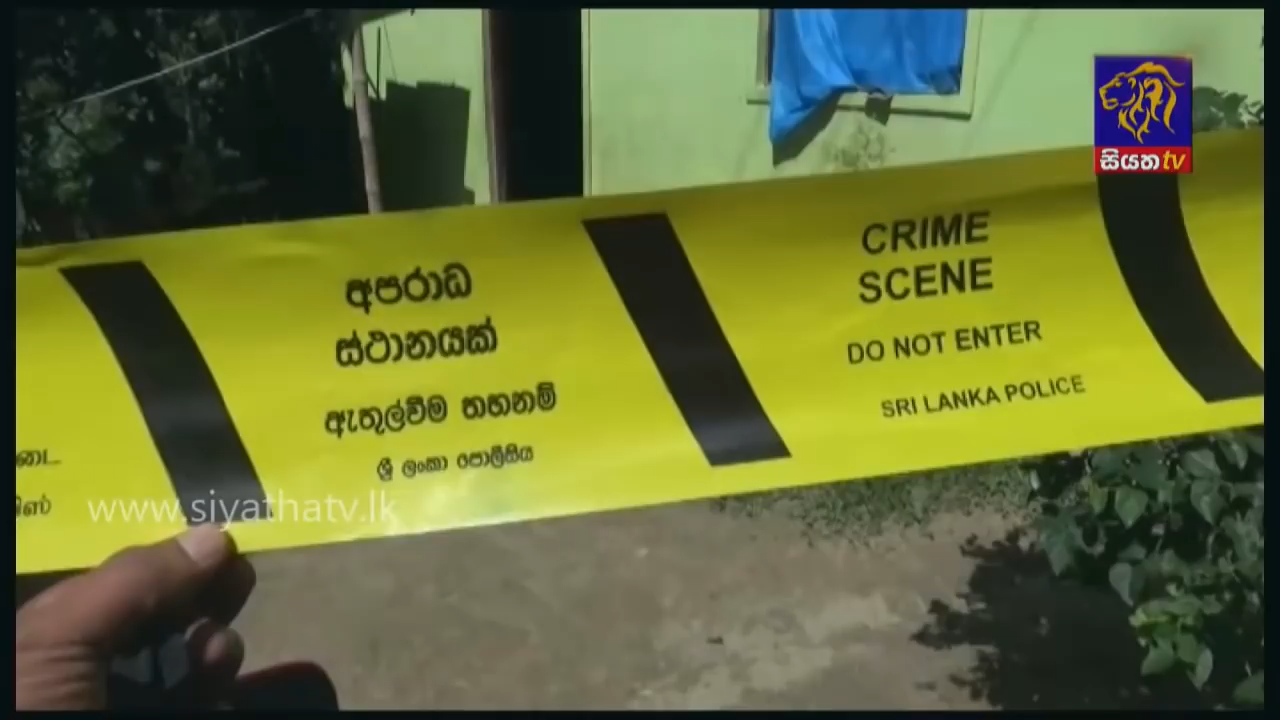 සියත tv
අපරාධ
ස්ථානයක්
ඇතුල්වීම තහනම්
ශ්‍රී ලංකා පොලීසිය
CRIME
SCENE
DO NOT ENTER
SRI LANKA POLICE
www.siyathatv.lk